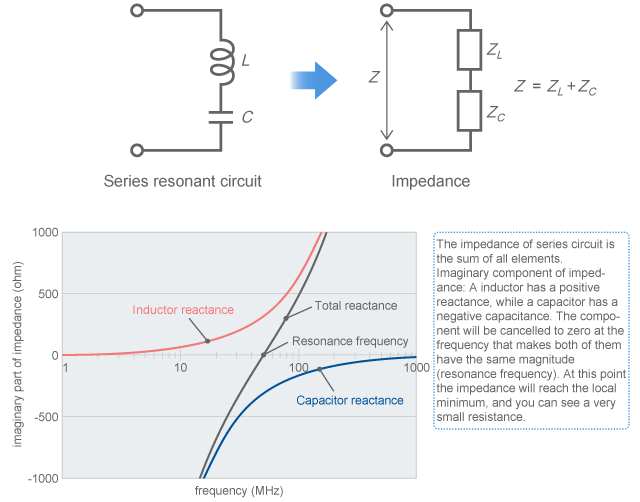 L
C
Series resonant circuit
Z
Z_L
Z_C
Z = Z_L + Z_C
Impedance
1000
500
-500
-1000
1
10
100
1000
imaginary part of impedance (ohm)
frequency (MHz)
Inductor reactance
Total reactance
Resonance frequency
Capacitor reactance
The impedance of series circuit is
the sum of all elements.
Imaginary component of imped-
ance: A inductor has a positive
reactance, while a capacitor has a
negative capacitance. The compo-
nent will be cancelled to zero at the
frequency that makes both of them
have the same magnitude
(resonance frequency). At this point
the impedance will reach the local
minimum, and you can see a very
small resistance.